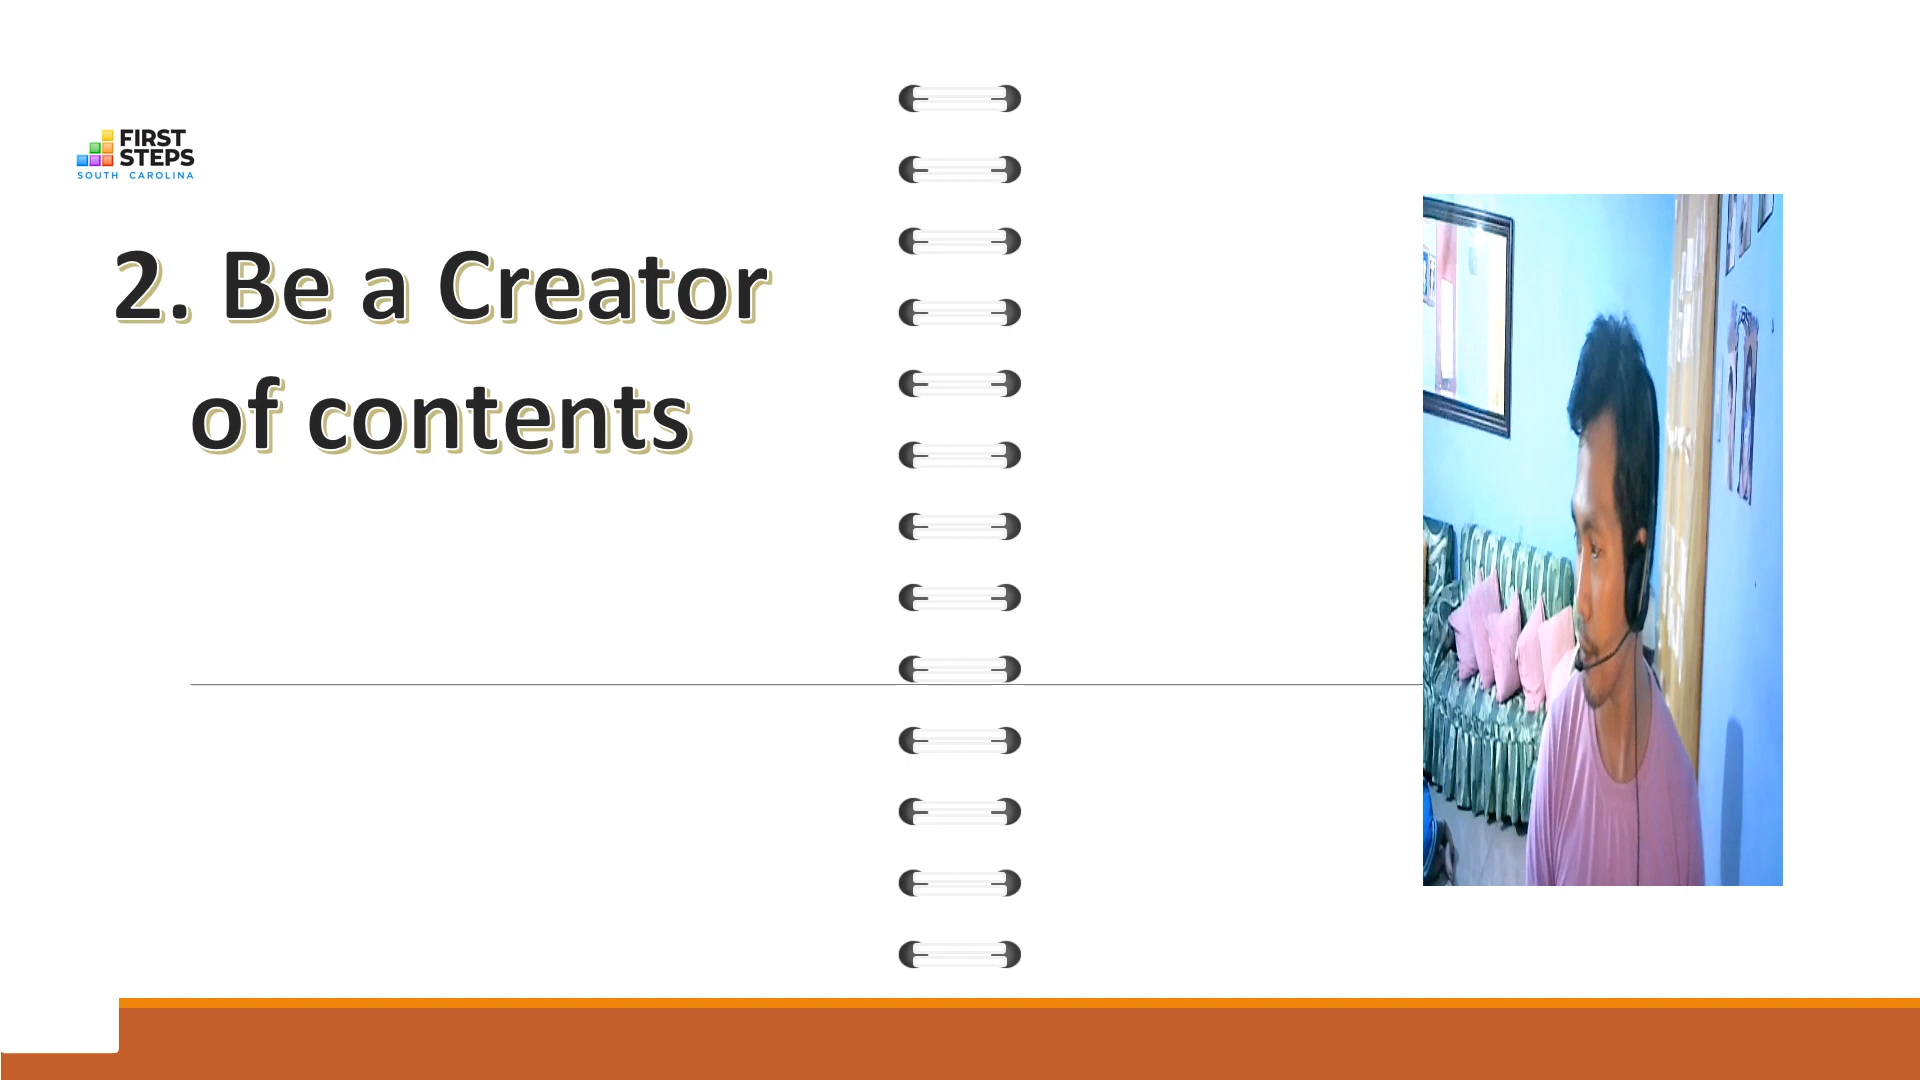 FIRST
STEPS
SOUTH CAROLINA
2. Be a Creator
of contents